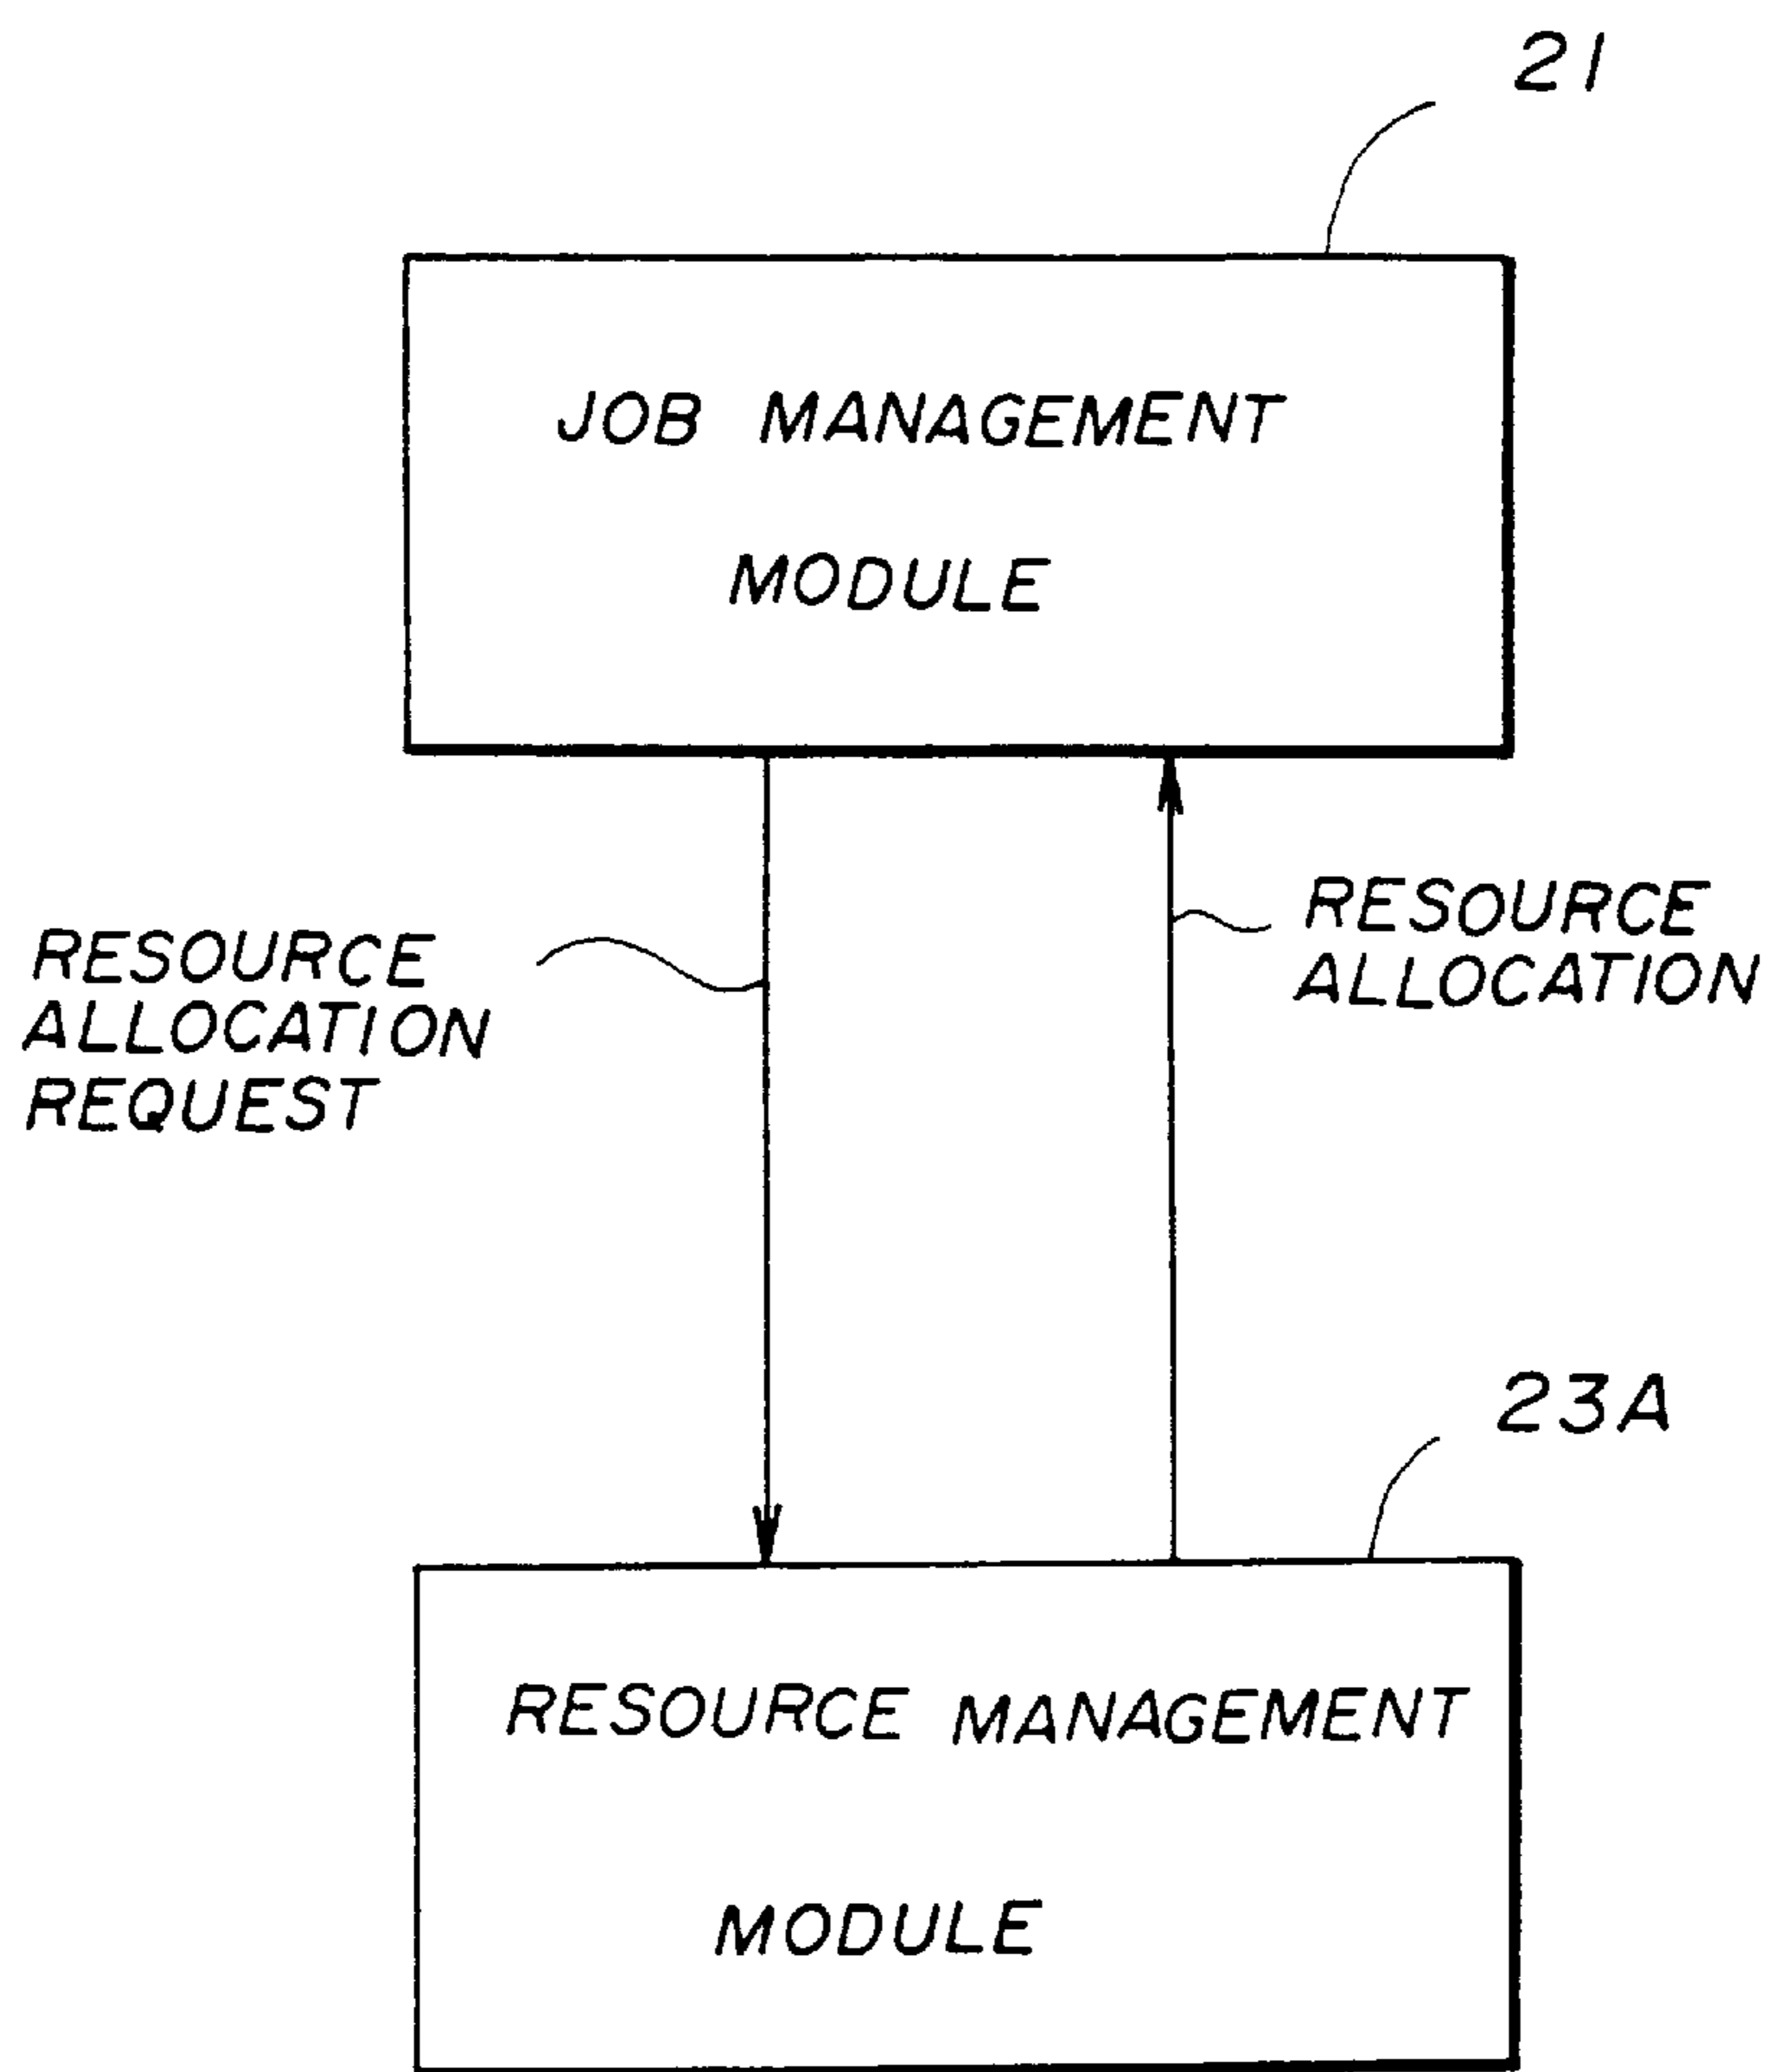 21
JOB MANAGEMENT
MODULE
RESOURCE
ALLOCATION
REQUEST
RESOURCE
ALLOCATION
23A
RESOURCE MANAGEMENT
MODULE